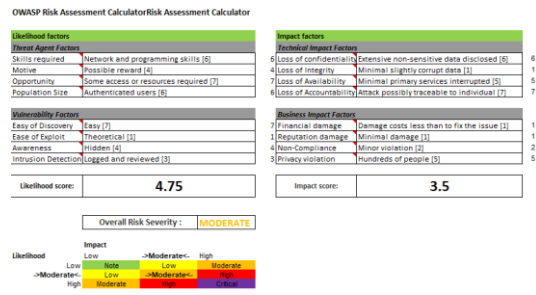 OWASP Risk Assessment CalculatorRisk Assessment Calculator
Likelihood factors
Threat Agent Factors
Skills required Network and programming skills [6] 6
Motive Possible reward [4] 4
Opportunity Some access or resources required [7] 7
Population Size Authenticated users [6] 6
Impact factors
Technical Impact Factors
Loss of confidentiality Extensive non-sensitive data disclosed [6] 6
Loss of Integrity Minimal slightly corrupt data [1] 1
Loss of Availability Minimal primary services interrupted [5] 5
Loss of Accountability Attack possibly traceable to individual [7] 7
Vulnerability Factors
Easy of Discovery Easy [7] 7
Ease of Exploit Theoretical [1] 1
Awareness Hidden [4] 4
Intrusion Detection Logged and reviewed [3] 3
Business Impact Factors
Financial damage Damage costs less than to fix the issue [1] 1
Reputation damage Minimal damage [1] 1
Non-Compliance Minor violation [2] 2
Privacy violation Hundreds of people [5] 5
Likelihood score: 4.75
Impact score: 3.5
Overall Risk Severity : MODERATE
Impact
Likelihood Low ->Moderate<- High
Low Note Low Moderate
->Moderate<- Low ->Moderate<- High
High Moderate High Critical